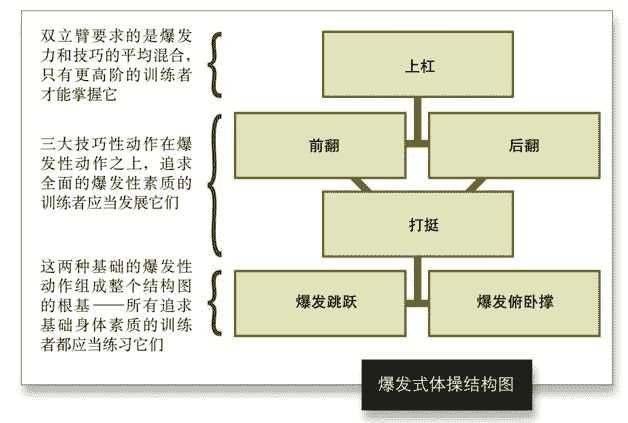 双立臂要求的是爆发
力和技巧的平均混合，
只有更高阶的训练者
才能掌握它
上杠
三大技巧性动作在爆
发性动作之上，追求
全面的爆发性素质的
训练者应当发展它们
前翻
后翻
打挺
这两种基础的爆发性
动作组成整个结构图
的根基——所有追求
基础身体素质的训练
者都应当练习它们
爆发跳跃
爆发俯卧撑
爆发式体操结构图